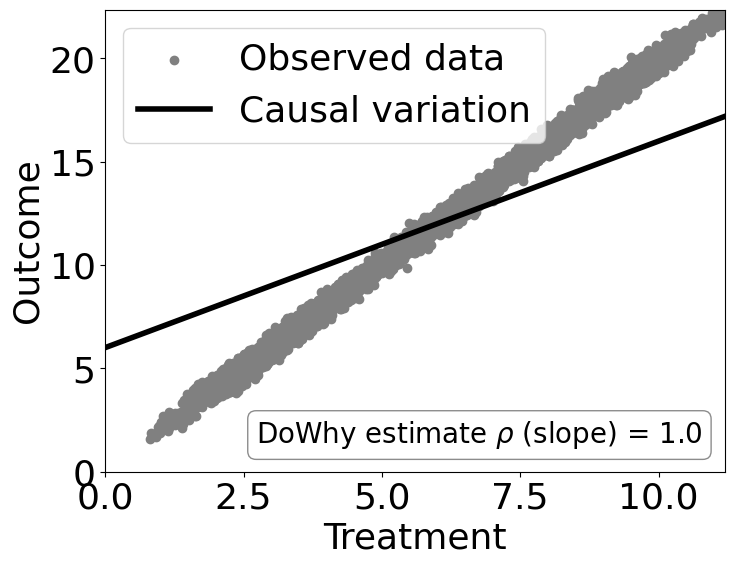 Observed data
Causal variation
20
15
10
5
0
Outcome
DoWhy estimate ρ (slope) = 1.0
0.0 2.5 5.0 7.5 10.0
Treatment